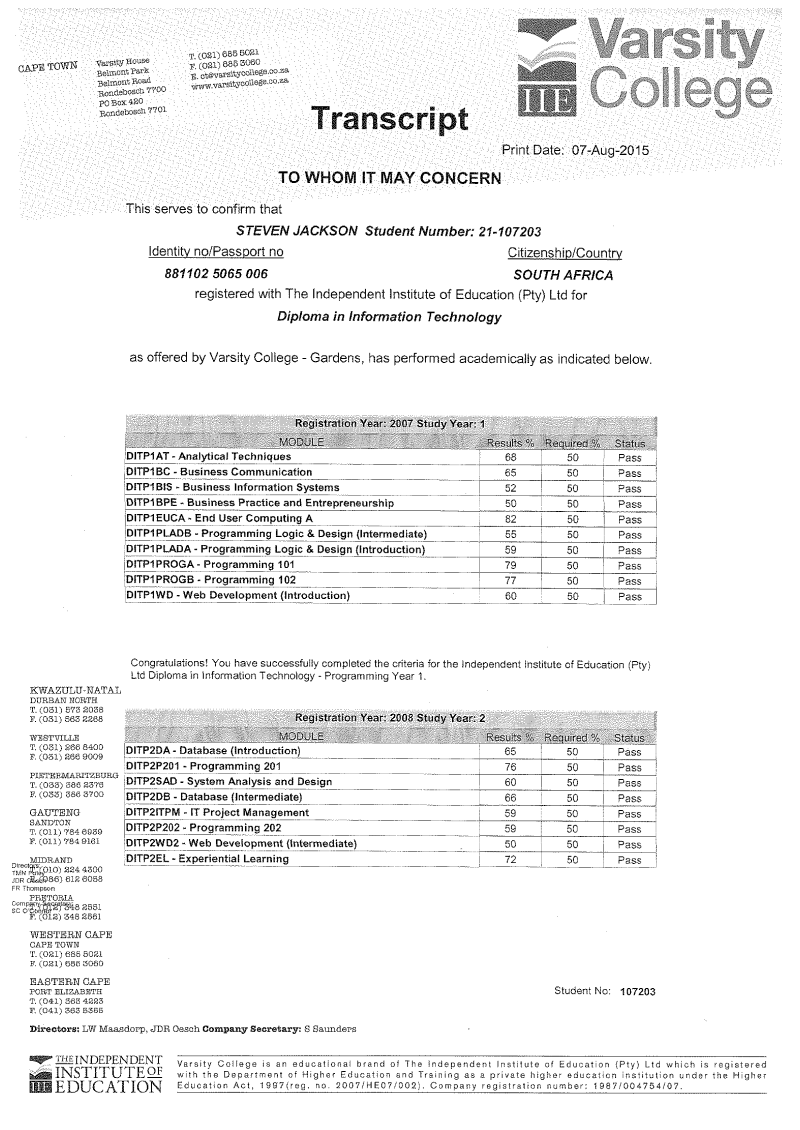 CAPE TOWN
Varsity House
Belmont Park
Belmont Road
Rondebosch 7700
PO Box 420
Rondebosch 7701
T. (021) 685 5021
F. (021) 685 3060
E. ct@varsitycollege.co.za
www.varsitycollege.co.za
IIE
Varsity
College
Transcript
Print Date: 07-Aug-2015
TO WHOM IT MAY CONCERN
This serves to confirm that
STEVEN JACKSON Student Number: 21-107203
Identity no/Passport no Citizenship/Country
881102 5065 006 SOUTH AFRICA
registered with The Independent Institute of Education (Pty) Ltd for
Diploma in Information Technology
as offered by Varsity College - Gardens, has performed academically as indicated below.
Registration Year: 2007 Study Year: 1
MODULE Results % Required % Status
DITP1AT - Analytical Techniques 68 50 Pass
DITP1BC - Business Communication 65 50 Pass
DITP1BIS - Business Information Systems 52 50 Pass
DITP1BPE - Business Practice and Entrepreneurship 50 50 Pass
DITP1EUCA - End User Computing A 82 50 Pass
DITP1PLADB - Programming Logic & Design (Intermediate) 55 50 Pass
DITP1PLADA - Programming Logic & Design (Introduction) 59 50 Pass
DITP1PROGA - Programming 101 79 50 Pass
DITP1PROGB - Programming 102 77 50 Pass
DITP1WD - Web Development (Introduction) 60 50 Pass
Congratulations! You have successfully completed the criteria for the Independent Institute of Education (Pty)
Ltd Diploma in Information Technology - Programming Year 1.
Registration Year: 2008 Study Year: 2
MODULE Results % Required % Status
DITP2DA - Database (Introduction) 65 50 Pass
DITP2P201 - Programming 201 76 50 Pass
DITP2SAD - System Analysis and Design 60 50 Pass
DITP2DB - Database (Intermediate) 66 50 Pass
DITP2ITPM - IT Project Management 59 50 Pass
DITP2P202 - Programming 202 59 50 Pass
DITP2WD2 - Web Development (Intermediate) 50 50 Pass
DITP2EL - Experiential Learning 72 50 Pass
KWAZULU-NATAL
DURBAN NORTH
T. (031) 573 2038
F. (031) 563 2268
WESTVILLE
T. (031) 266 8400
F. (031) 266 9009
PIETERMARITZBURG
T. (033) 386 2376
F. (033) 386 3700
GAUTENG
SANDTON
T. (011) 784 6939
F. (011) 784 9161
MIDRAND
T. (010) 224 4300
F. (086) 612 6058
FR Thompson
PRETORIA
T. (012) 348 2551
F. (012) 348 2561
WESTERN CAPE
CAPE TOWN
T. (021) 685 5021
F. (021) 685 3060
EASTERN CAPE
PORT ELIZABETH
T. (041) 363 4223
F. (041) 363 5355
Student No: 107203
Directors: LW Maasdorp, JDR Oesch Company Secretary: S Saunders
IIE
THE INDEPENDENT
INSTITUTE OF
EDUCATION
Varsity College is an educational brand of The Independent Institute of Education (Pty) Ltd which is registered
with the Department of Higher Education and Training as a private higher education institution under the Higher
Education Act, 1997(reg. no. 2007/HE07/002). Company registration number: 1987/004754/07.